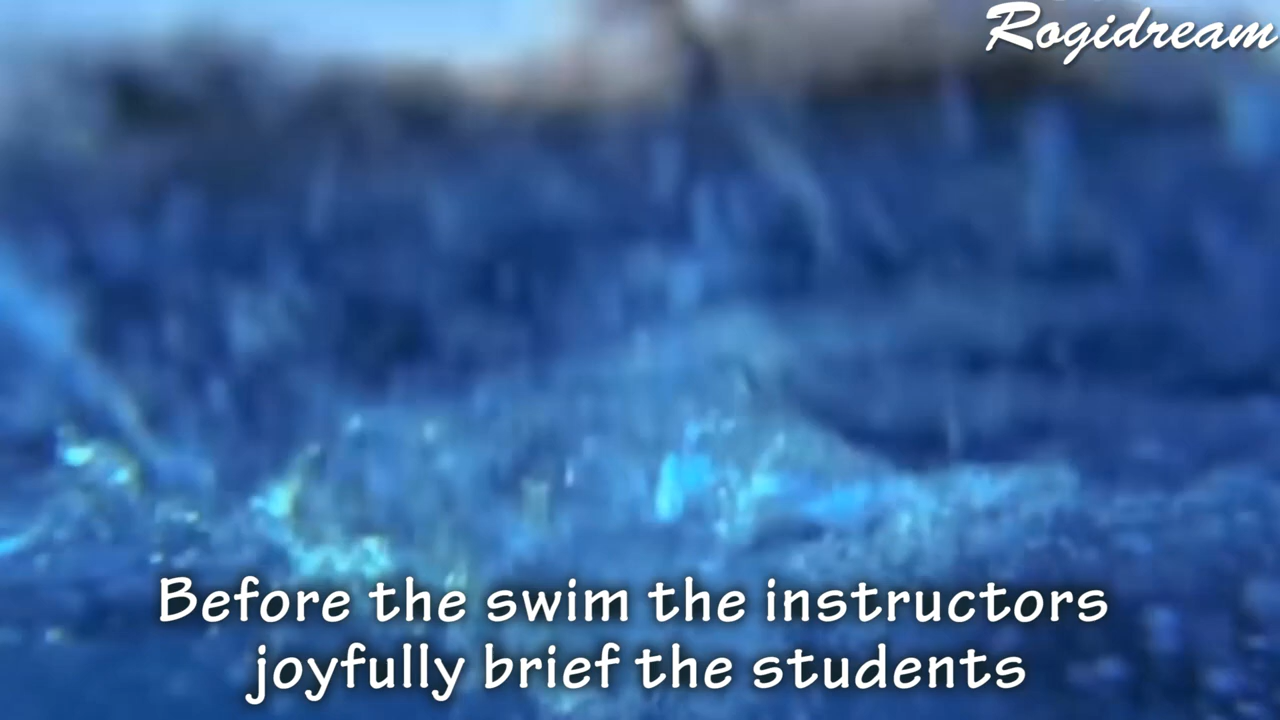 Rogidream
Before the swim the instructors
joyfully brief the students